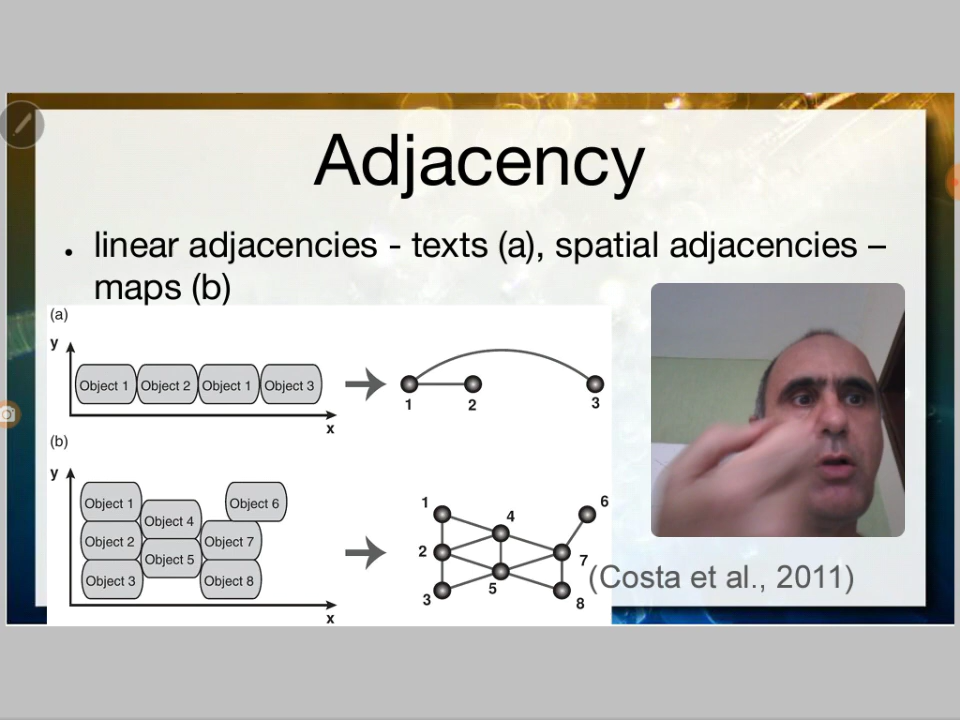 Adjacency
• linear adjacencies - texts (a), spatial adjacencies –
maps (b)
(a)
y
Object 1 Object 2 Object 1 Object 3
1 2 3
x
(b)
y
Object 1 Object 6
Object 4
Object 2 Object 7
Object 5
Object 3 Object 8
x
1 6
4
2
7
5
3 8
(Costa et al., 2011)